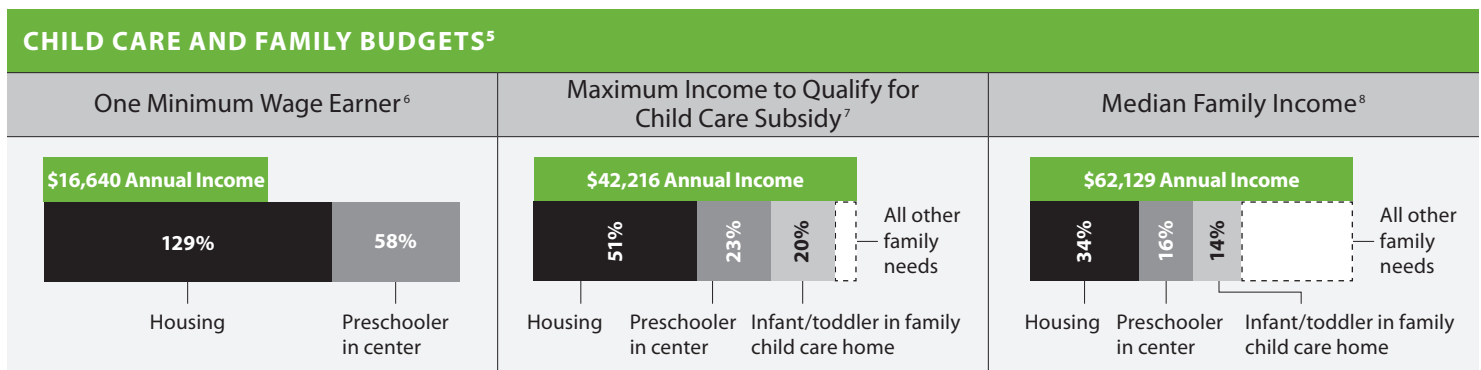 CHILD CARE AND FAMILY BUDGETS⁵
One Minimum Wage Earner⁶
$16,640 Annual Income
129%
58%
Housing
Preschooler
in center
Maximum Income to Qualify for
Child Care Subsidy⁷
$42,216 Annual Income
51%
23%
20%
All other
family
needs
Housing
Preschooler
in center
Infant/toddler in family
child care home
Median Family Income⁸
$62,129 Annual Income
34%
16%
14%
All other
family
needs
Housing
Preschooler
in center
Infant/toddler in family
child care home